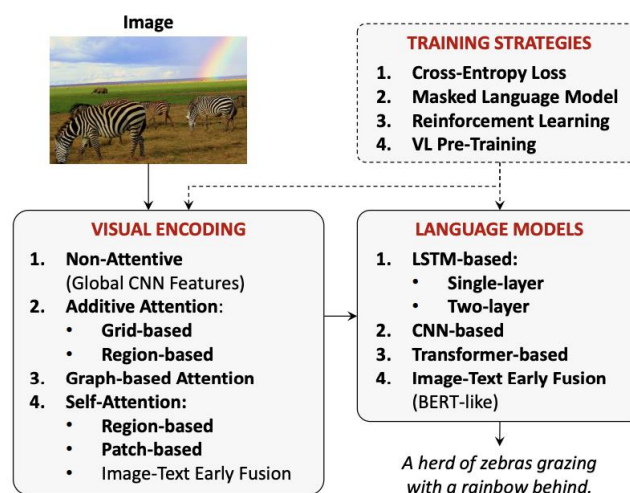 Image
TRAINING STRATEGIES
1. Cross-Entropy Loss
2. Masked Language Model
3. Reinforcement Learning
4. VL Pre-Training
VISUAL ENCODING
1. Non-Attentive
(Global CNN Features)
2. Additive Attention:
• Grid-based
• Region-based
3. Graph-based Attention
4. Self-Attention:
• Region-based
• Patch-based
• Image-Text Early Fusion
LANGUAGE MODELS
1. LSTM-based:
• Single-layer
• Two-layer
2. CNN-based
3. Transformer-based
4. Image-Text Early Fusion
(BERT-like)
A herd of zebras grazing
with a rainbow behind.